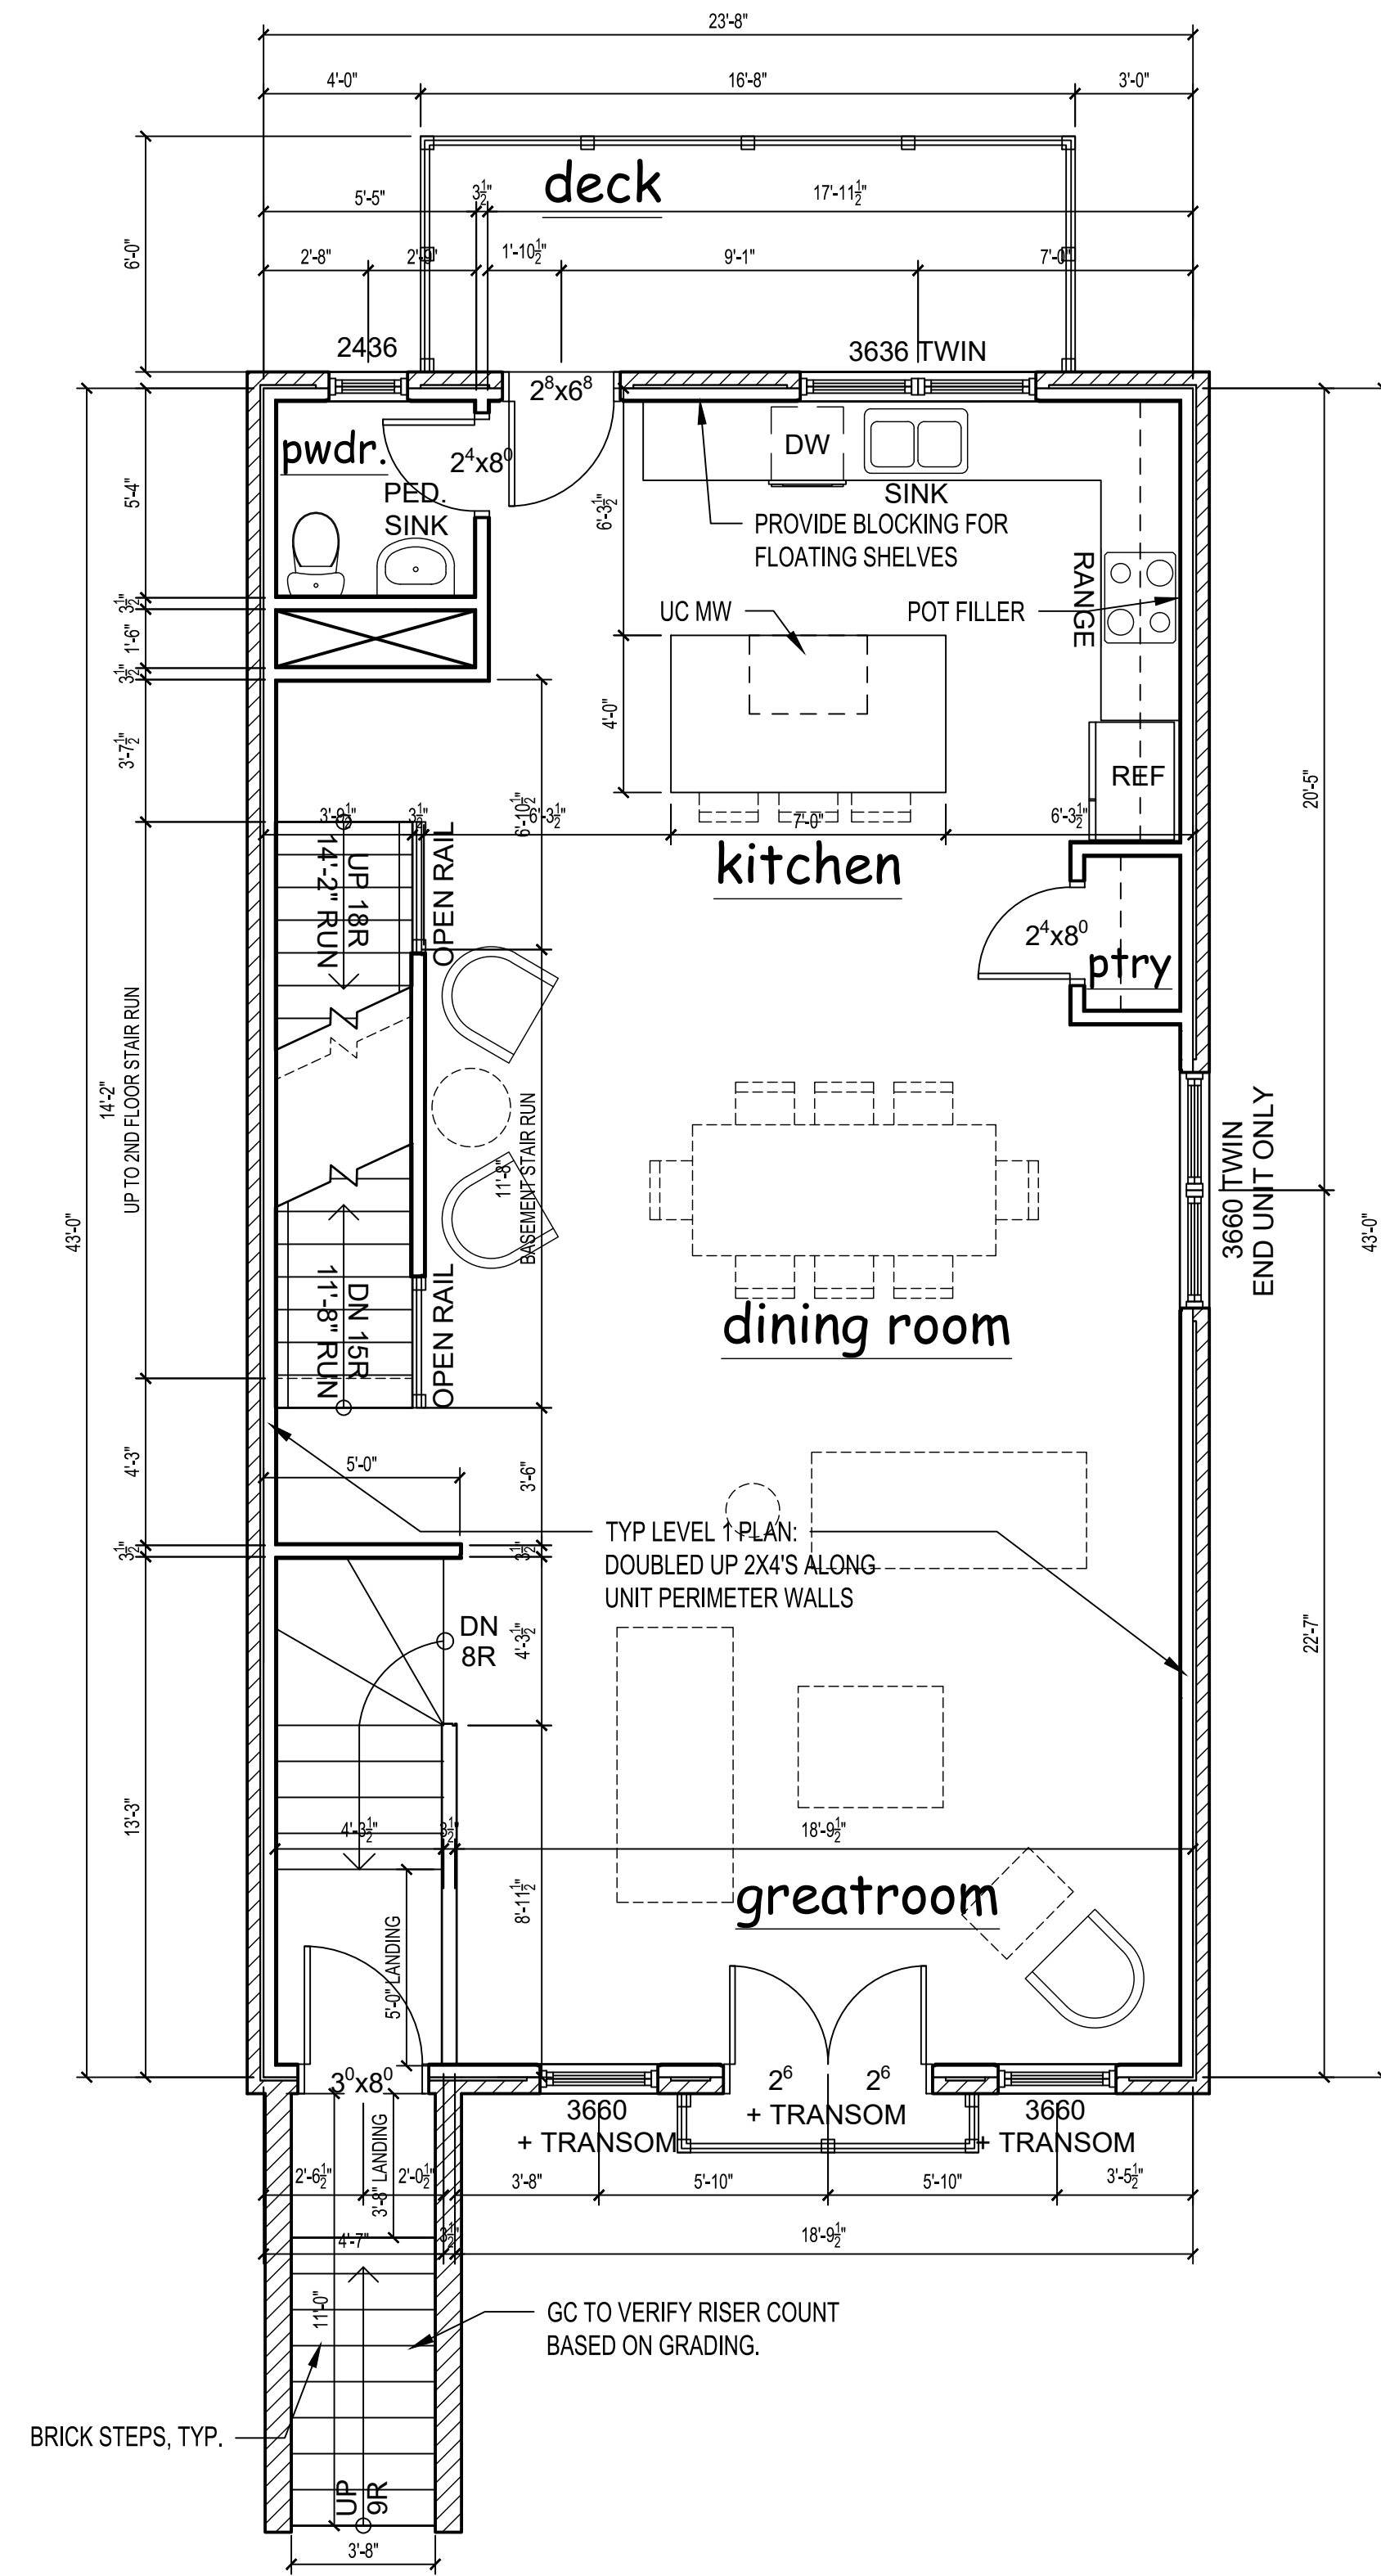 23'-8"
4'-0"
16'-8"
3'-0"
deck
5'-5"
3½"
17'-11½"
6'-0"
2'-8"
2'-9"
1'-10½"
9'-1"
7'-0"
2436
3636 TWIN
2⁸x6⁸
pwdr.
2⁴x8⁰
DW
PED.
SINK
SINK
5'-4"
6'-3½"
PROVIDE BLOCKING FOR
FLOATING SHELVES
RANGE
3½"
1'-6"
3½"
UC MW
POT FILLER
4'-0"
3'-7½"
REF
20'-5"
3'-9½"
3½"
6'-10½"
6'-3½"
7'-0"
6'-3½"
UP 18R
14'-2" RUN
OPEN RAIL
kitchen
2⁴x8⁰
ptry
14'-2"
UP TO 2ND FLOOR STAIR RUN
11'-8"
BASEMENT STAIR RUN
3660 TWIN
END UNIT ONLY
43'-0"
43'-0"
DN 15R
11'-8" RUN
OPEN RAIL
dining room
4'-3"
5'-0"
3'-6"
3½"
3½"
TYP LEVEL 1 PLAN:
DOUBLED UP 2X4'S ALONG
UNIT PERIMETER WALLS
DN
8R
4'-3½"
22'-7"
13'-3"
4'-3½"
3½"
18'-9½"
greatroom
8'-11½"
5'-0" LANDING
3⁰x8⁰
2⁶
2⁶
+ TRANSOM
3660
+ TRANSOM
3660
+ TRANSOM
2'-6½"
3'-8" LANDING
2'-0½"
3'-8"
5'-10"
5'-10"
3'-5½"
4'-7"
3½"
18'-9½"
11'-0"
GC TO VERIFY RISER COUNT
BASED ON GRADING.
BRICK STEPS, TYP.
UP
9R
3'-8"